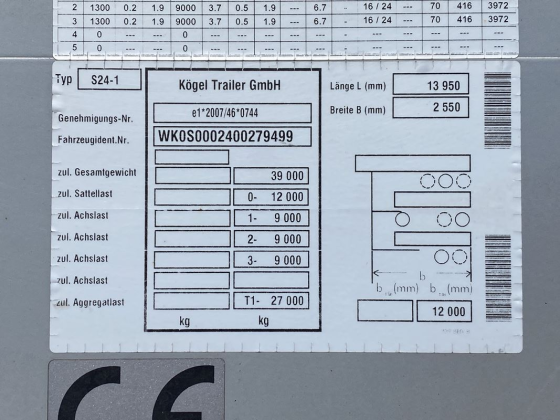 2 1300 0.2 1.9 9000 3.7 0.5 1.9 --- 6.7 - 16 / 24 --- 70 416 3972
3 1300 0.2 1.9 9000 3.7 0.5 1.9 --- 6.7 - 16 / 24 --- 70 416 3972
4 0 --- --- 0
5 0 --- --- 0
Typ S24-1
Kögel Trailer GmbH
Länge L (mm) 13 950
Breite B (mm) 2 550
Genehmigungs-Nr. e1*2007/46*0744
Fahrzeugident.Nr. WK0S0002400279499
zul. Gesamtgewicht 39 000
zul. Sattellast 0- 12 000
zul. Achslast 1- 9 000
zul. Achslast 2- 9 000
zul. Achslast 3- 9 000
zul. Achslast
zul. Aggregatlast T1- 27 000
kg kg
b
b (mm) b (mm)
12 000
CE